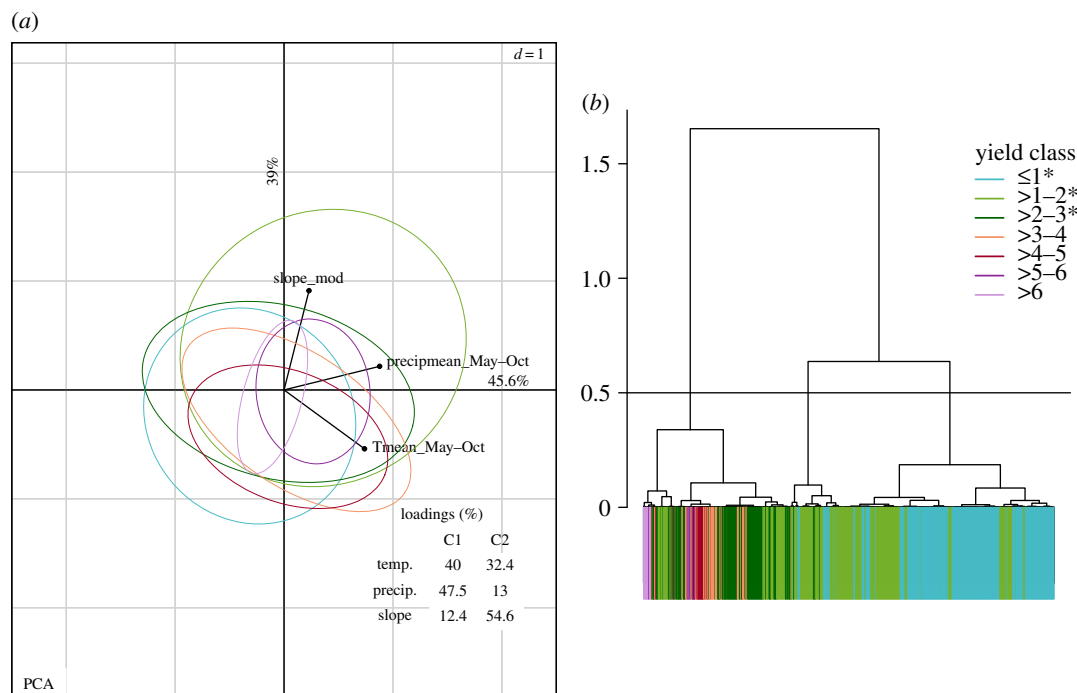 (a)
d = 1
39%
slope_mod
precipmean_May–Oct
45.6%
Tmean_May–Oct
loadings (%)
C1 C2
temp. 40 32.4
precip. 47.5 13
slope 12.4 54.6
PCA
(b)
1.5
1.0
0.5
0
yield class
≤1*
>1–2*
>2–3*
>3–4
>4–5
>5–6
>6